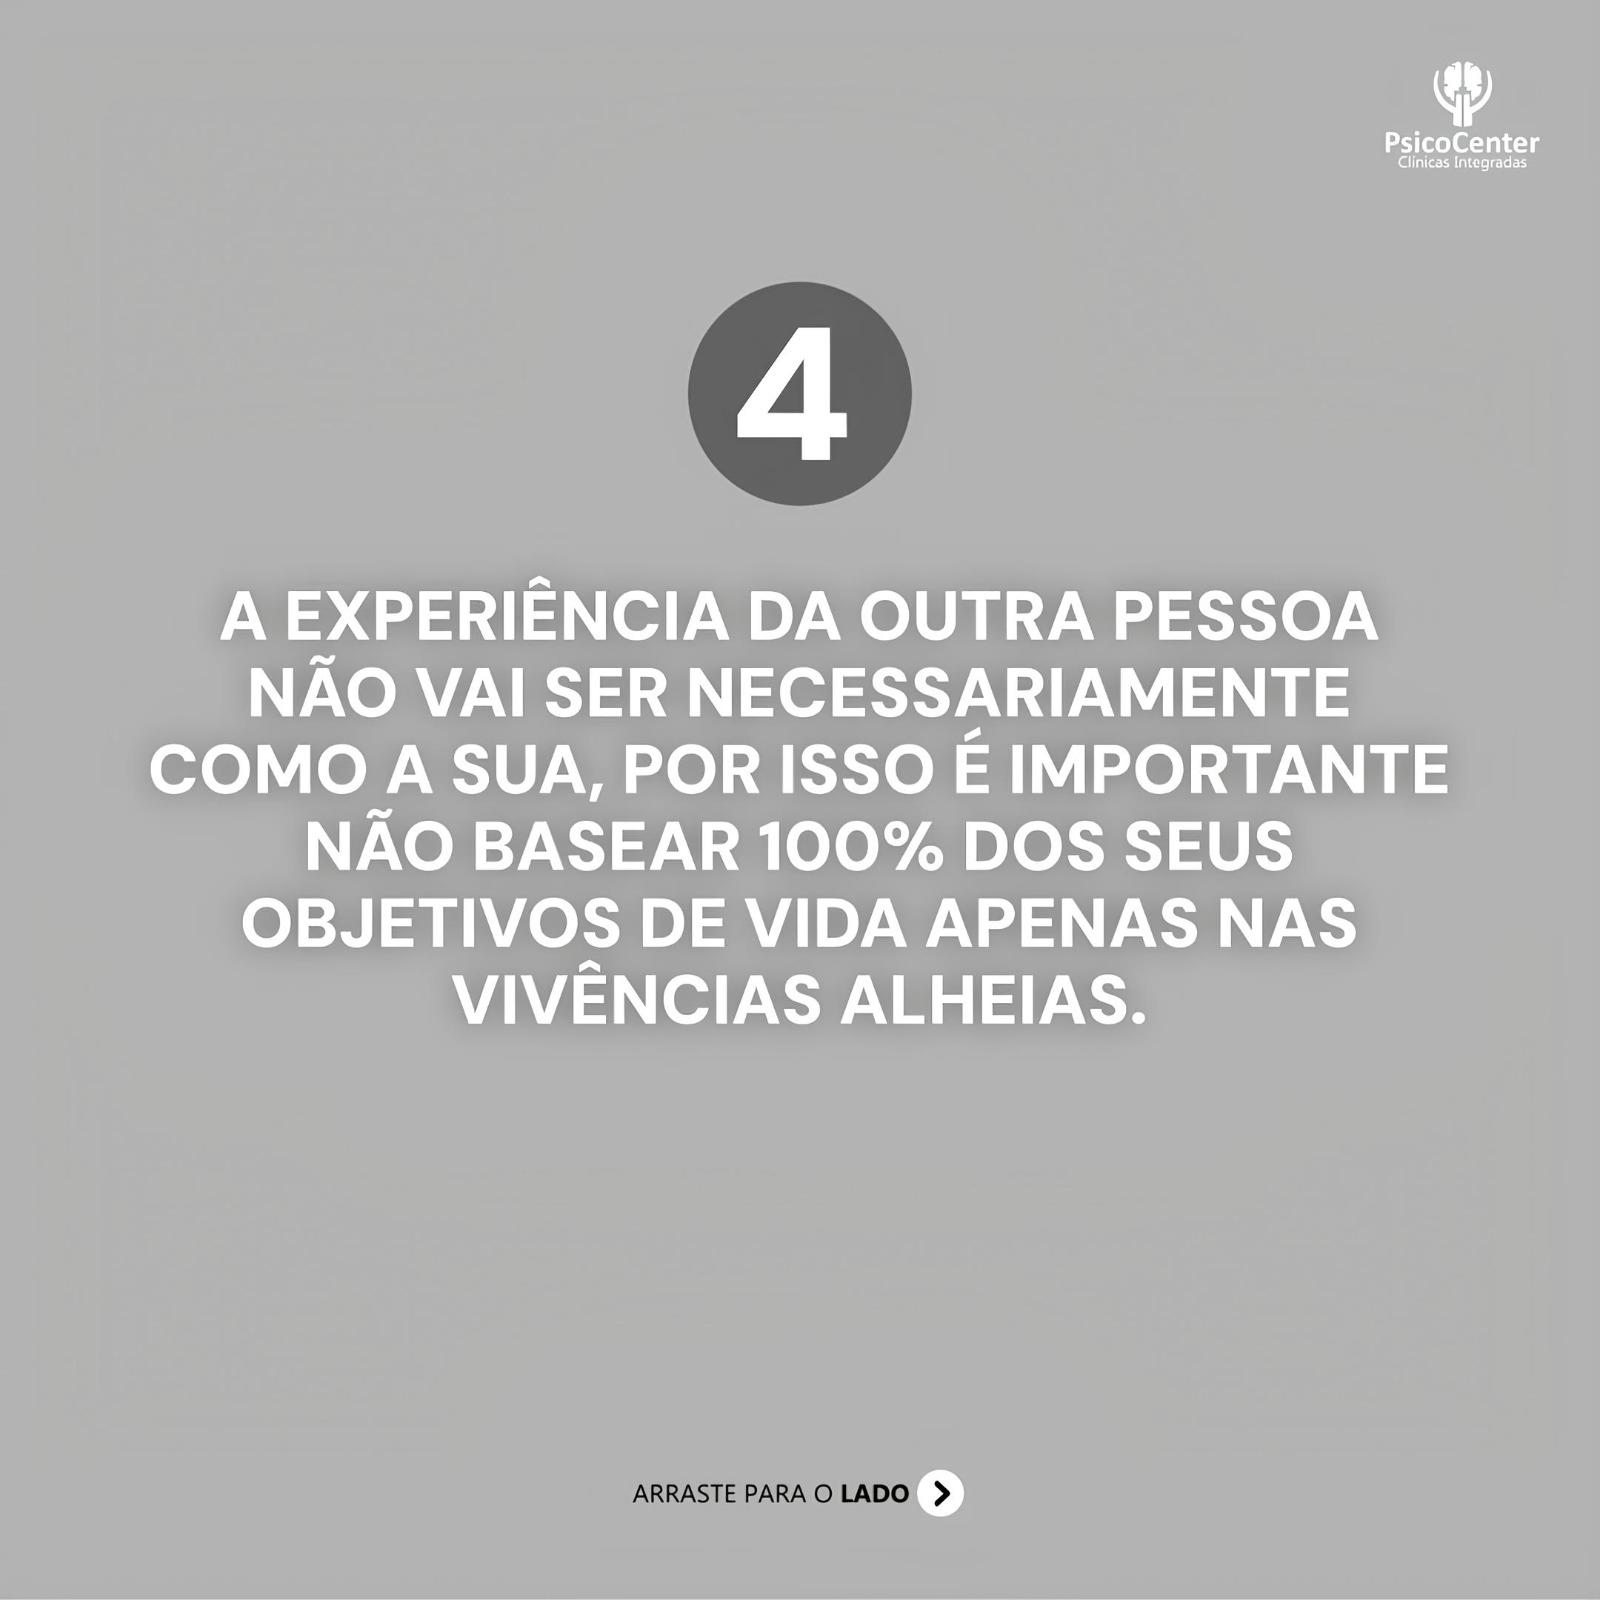 PsicoCenter
Clínicas Integradas
4
A EXPERIÊNCIA DA OUTRA PESSOA
NÃO VAI SER NECESSARIAMENTE
COMO A SUA, POR ISSO É IMPORTANTE
NÃO BASEAR 100% DOS SEUS
OBJETIVOS DE VIDA APENAS NAS
VIVÊNCIAS ALHEIAS.
ARRASTE PARA O LADO